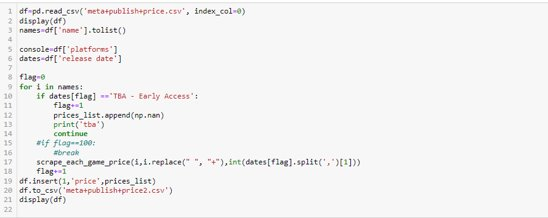 1 df=pd.read_csv('meta+publish+price.csv', index_col=0)
2 display(df)
3 names=df['name'].tolist()
4
5 console=df['platforms']
6 dates=df['release date']
7
8 flag=0
9 for i in names:
10 if dates[flag] =='TBA - Early Access':
11 flag+=1
12 prices_list.append(np.nan)
13 print('tba')
14 continue
15 #if flag==100:
16 #break
17 scrape_each_game_price(i,i.replace(" ", "+"),int(dates[flag].split(',')[1]))
18 flag+=1
19 df.insert(1,'price',prices_list)
20 df.to_csv('meta+publish+price2.csv')
21 display(df)
22